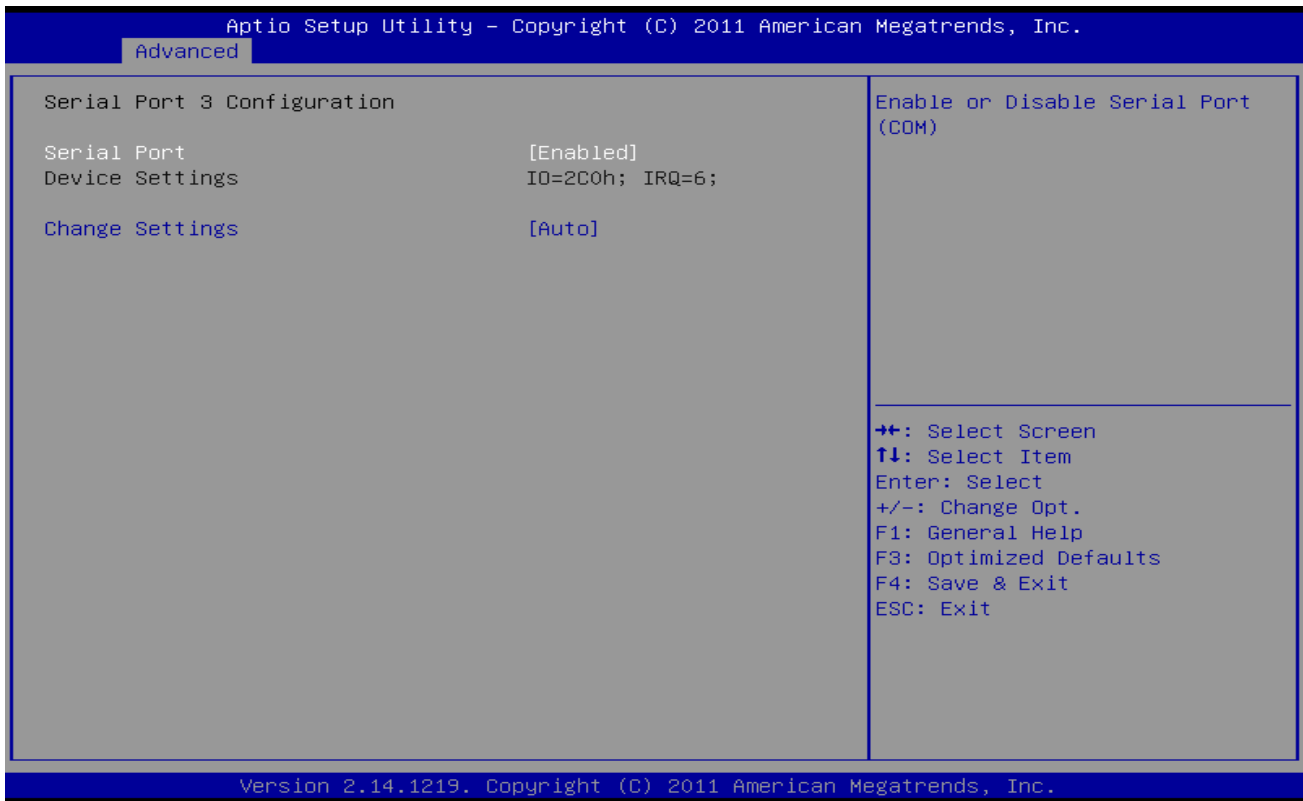 Aptio Setup Utility – Copyright (C) 2011 American Megatrends, Inc.
Advanced
Serial Port 3 Configuration
Serial Port [Enabled]
Device Settings IO=2C0h; IRQ=6;
Change Settings [Auto]
Enable or Disable Serial Port
(COM)
→←: Select Screen
↑↓: Select Item
Enter: Select
+/-: Change Opt.
F1: General Help
F3: Optimized Defaults
F4: Save & Exit
ESC: Exit
Version 2.14.1219. Copyright (C) 2011 American Megatrends, Inc.